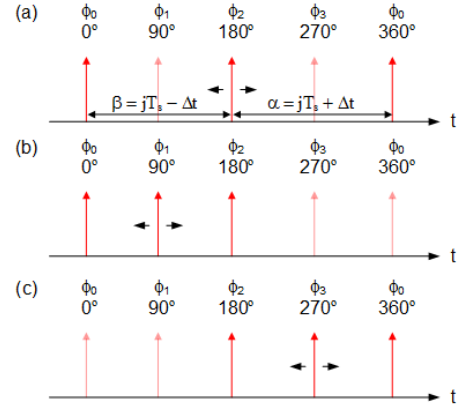 (a)
ϕ₀ ϕ₁ ϕ₂ ϕ₃ ϕ₀
0° 90° 180° 270° 360°
β = jTₛ − Δt α = jTₛ + Δt
t
(b)
ϕ₀ ϕ₁ ϕ₂ ϕ₃ ϕ₀
0° 90° 180° 270° 360°
t
(c)
ϕ₀ ϕ₁ ϕ₂ ϕ₃ ϕ₀
0° 90° 180° 270° 360°
t